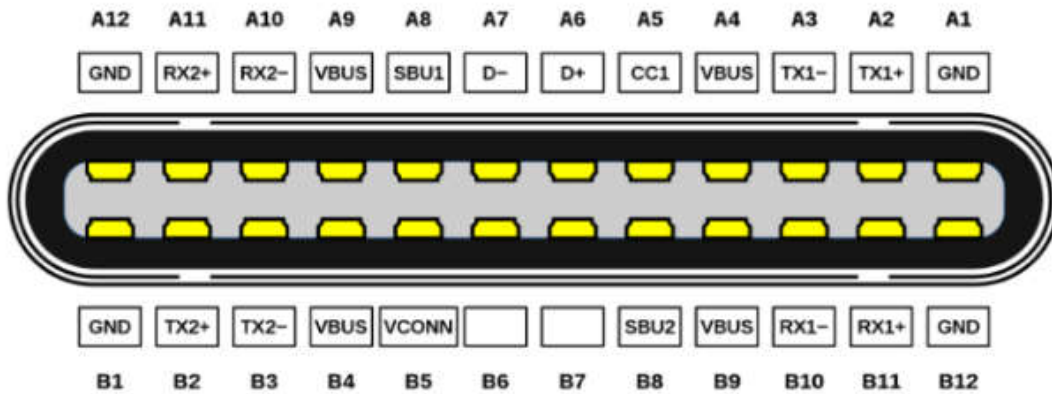 A12 A11 A10 A9 A8 A7 A6 A5 A4 A3 A2 A1
GND RX2+ RX2− VBUS SBU1 D− D+ CC1 VBUS TX1− TX1+ GND
GND TX2+ TX2− VBUS VCONN SBU2 VBUS RX1− RX1+ GND
B1 B2 B3 B4 B5 B6 B7 B8 B9 B10 B11 B12